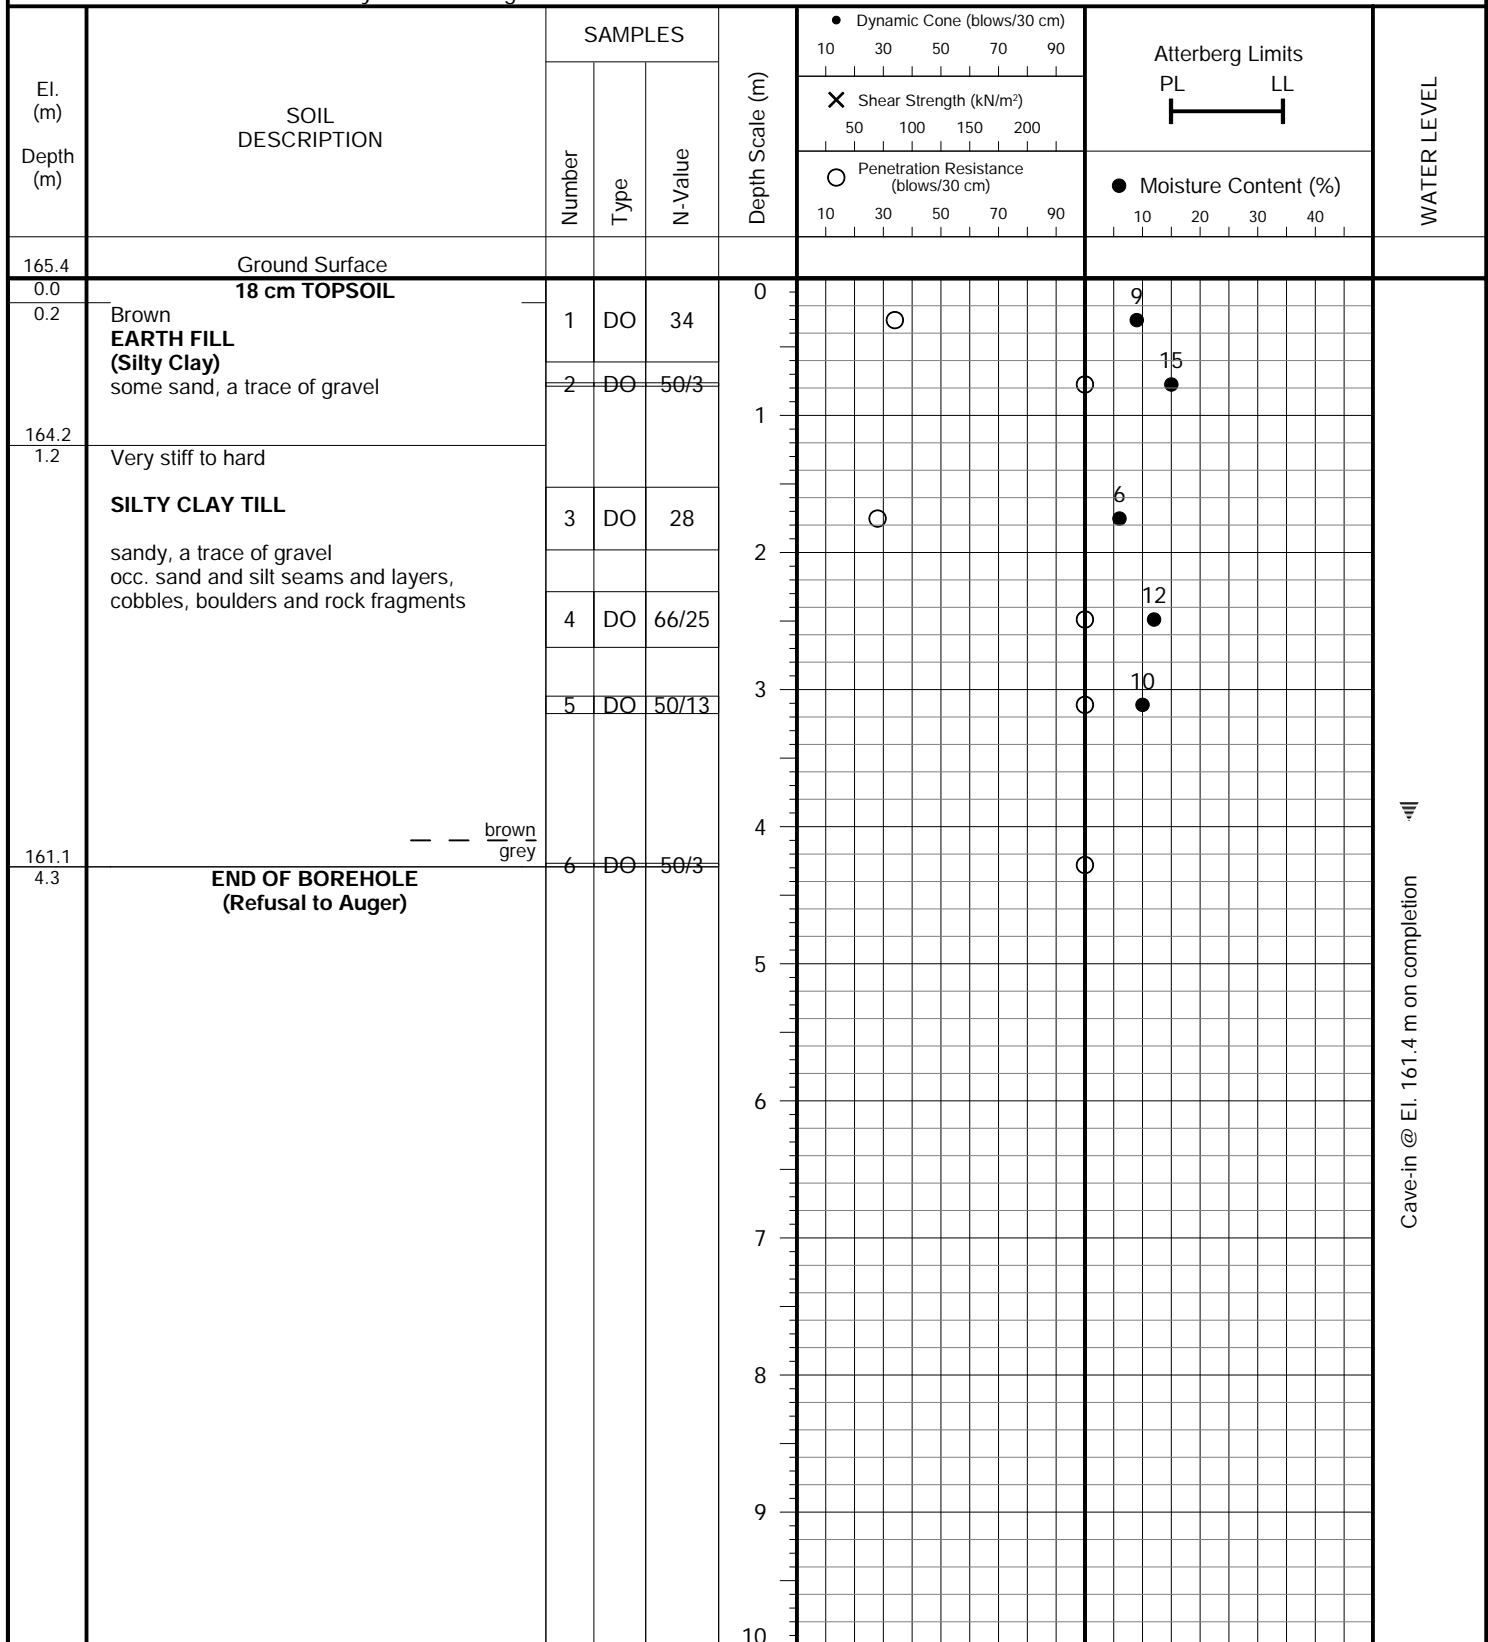 SAMPLES
El.
(m)
Depth
(m)
SOIL
DESCRIPTION
Number
Type
N-Value
Depth Scale (m)
Dynamic Cone (blows/30 cm)
10 30 50 70 90
Shear Strength (kN/m²)
50 100 150 200
Penetration Resistance
(blows/30 cm)
10 30 50 70 90
Atterberg Limits
PL LL
Moisture Content (%)
10 20 30 40
WATER LEVEL
165.4 Ground Surface
0.0 18 cm TOPSOIL 0
0.2 Brown
EARTH FILL
(Silty Clay)
some sand, a trace of gravel
1 DO 34 9
2 DO 50/3 15
1
164.2
1.2 Very stiff to hard
SILTY CLAY TILL
sandy, a trace of gravel
occ. sand and silt seams and layers,
cobbles, boulders and rock fragments
3 DO 28 6
2
4 DO 66/25 12
3
5 DO 50/13 10
4
brown
grey
161.1
4.3
6 DO 50/3
END OF BOREHOLE
(Refusal to Auger)
5
6
7
8
9
10
Cave-in @ El. 161.4 m on completion